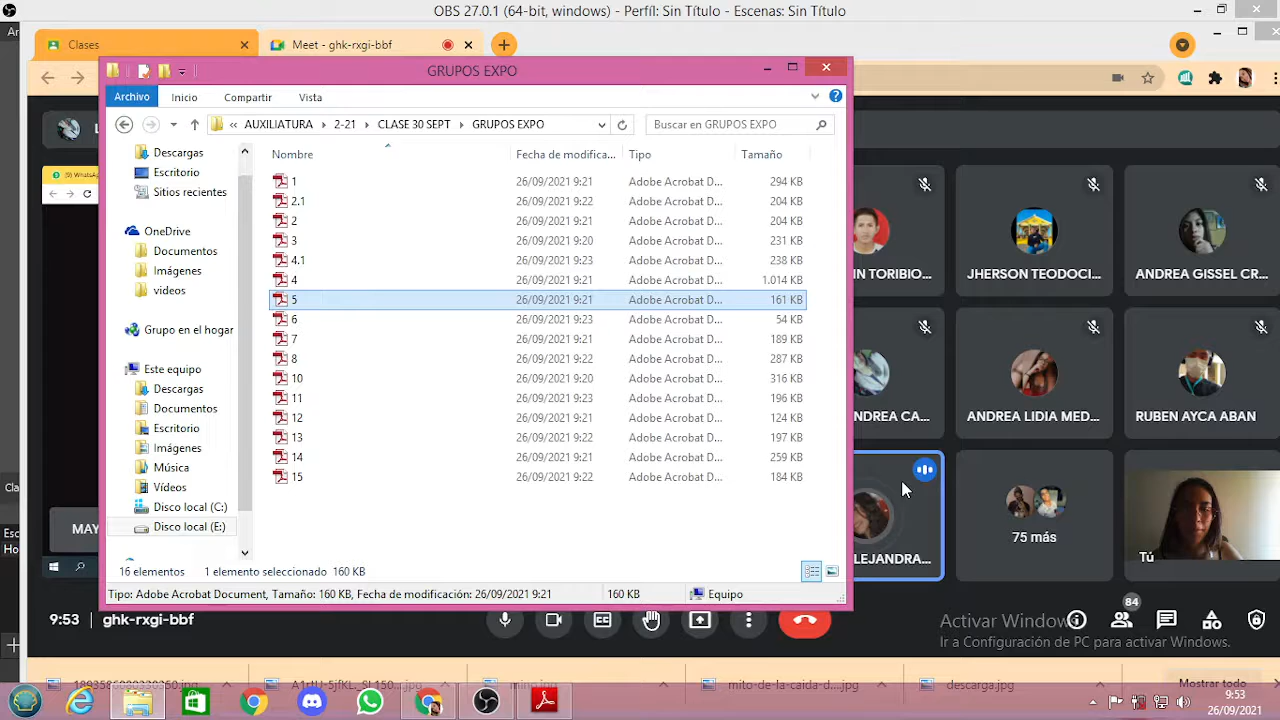 OBS 27.0.1 (64-bit, windows) - Perfil: Sin Título - Escenas: Sin Título
Clases
Meet - ghk-rxgi-bbf
GRUPOS EXPO
Archivo Inicio Compartir Vista
« AUXILIATURA 2-21 CLASE 30 SEPT GRUPOS EXPO
Buscar en GRUPOS EXPO
Nombre Fecha de modifica... Tipo Tamaño
Descargas
Escritorio
Sitios recientes
OneDrive
Documentos
Imágenes
videos
Grupo en el hogar
Este equipo
Descargas
Documentos
Escritorio
Imágenes
Música
Vídeos
Disco local (C:)
Disco local (E:)
1 26/09/2021 9:21 Adobe Acrobat D... 294 KB
2.1 26/09/2021 9:22 Adobe Acrobat D... 204 KB
2 26/09/2021 9:21 Adobe Acrobat D... 204 KB
3 26/09/2021 9:20 Adobe Acrobat D... 231 KB
4.1 26/09/2021 9:23 Adobe Acrobat D... 238 KB
4 26/09/2021 9:21 Adobe Acrobat D... 1.014 KB
5 26/09/2021 9:21 Adobe Acrobat D... 161 KB
6 26/09/2021 9:23 Adobe Acrobat D... 54 KB
7 26/09/2021 9:21 Adobe Acrobat D... 189 KB
8 26/09/2021 9:22 Adobe Acrobat D... 287 KB
10 26/09/2021 9:20 Adobe Acrobat D... 316 KB
11 26/09/2021 9:23 Adobe Acrobat D... 196 KB
12 26/09/2021 9:21 Adobe Acrobat D... 124 KB
13 26/09/2021 9:22 Adobe Acrobat D... 197 KB
14 26/09/2021 9:21 Adobe Acrobat D... 259 KB
15 26/09/2021 9:22 Adobe Acrobat D... 184 KB
16 elementos 1 elemento seleccionado 160 KB
Tipo: Adobe Acrobat Document, Tamaño: 160 KB, Fecha de modificación: 26/09/2021 9:21 160 KB Equipo
(9) WhatsA
MAY
IN TORIBIO... JHERSON TEODOCI... ANDREA GISSEL CR...
NDREA CA... ANDREA LIDIA MED... RUBEN AYCA ABAN
LEJANDRA... 75 más Tú
9:53 ghk-rxgi-bbf
84
Activar Windows
Ir a Configuración de PC para activar Windows.
mito-de-la-caida-d....jpg
descarga.jpg
Mostrar todo
9:53
26/09/2021